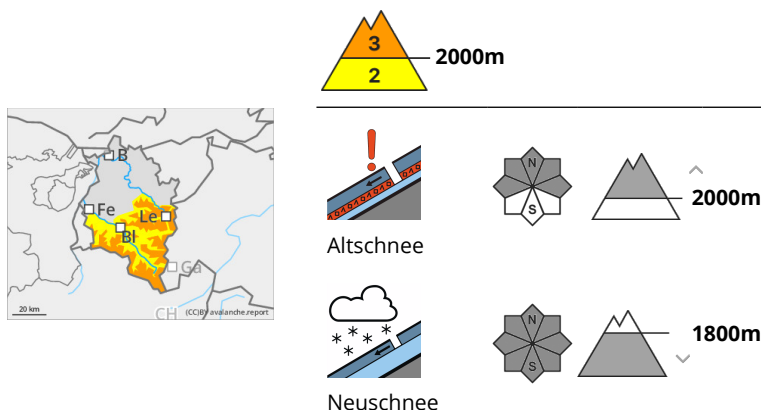 3
2
2000m
B
Fe
Le
Bl
Ga
CH
20 km
(CC)BY avalanche.report
N
S
2000m
Altschnee
N
S
1800m
Neuschnee